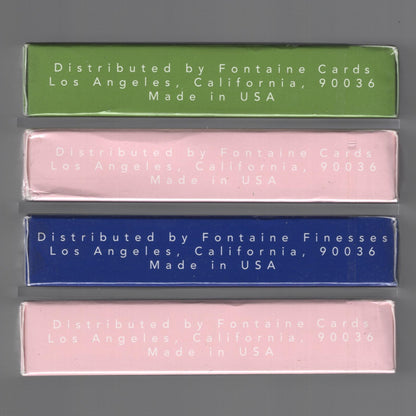 Distributed by Fontaine Cards
Los Angeles, California, 90036
Made in USA
Distributed by Fontaine Cards
Los Angeles, California, 90036
Made in USA
Distributed by Fontaine Finesses
Los Angeles, California, 90036
Made in USA
Distributed by Fontaine Cards
Los Angeles, California, 90036
Made in USA